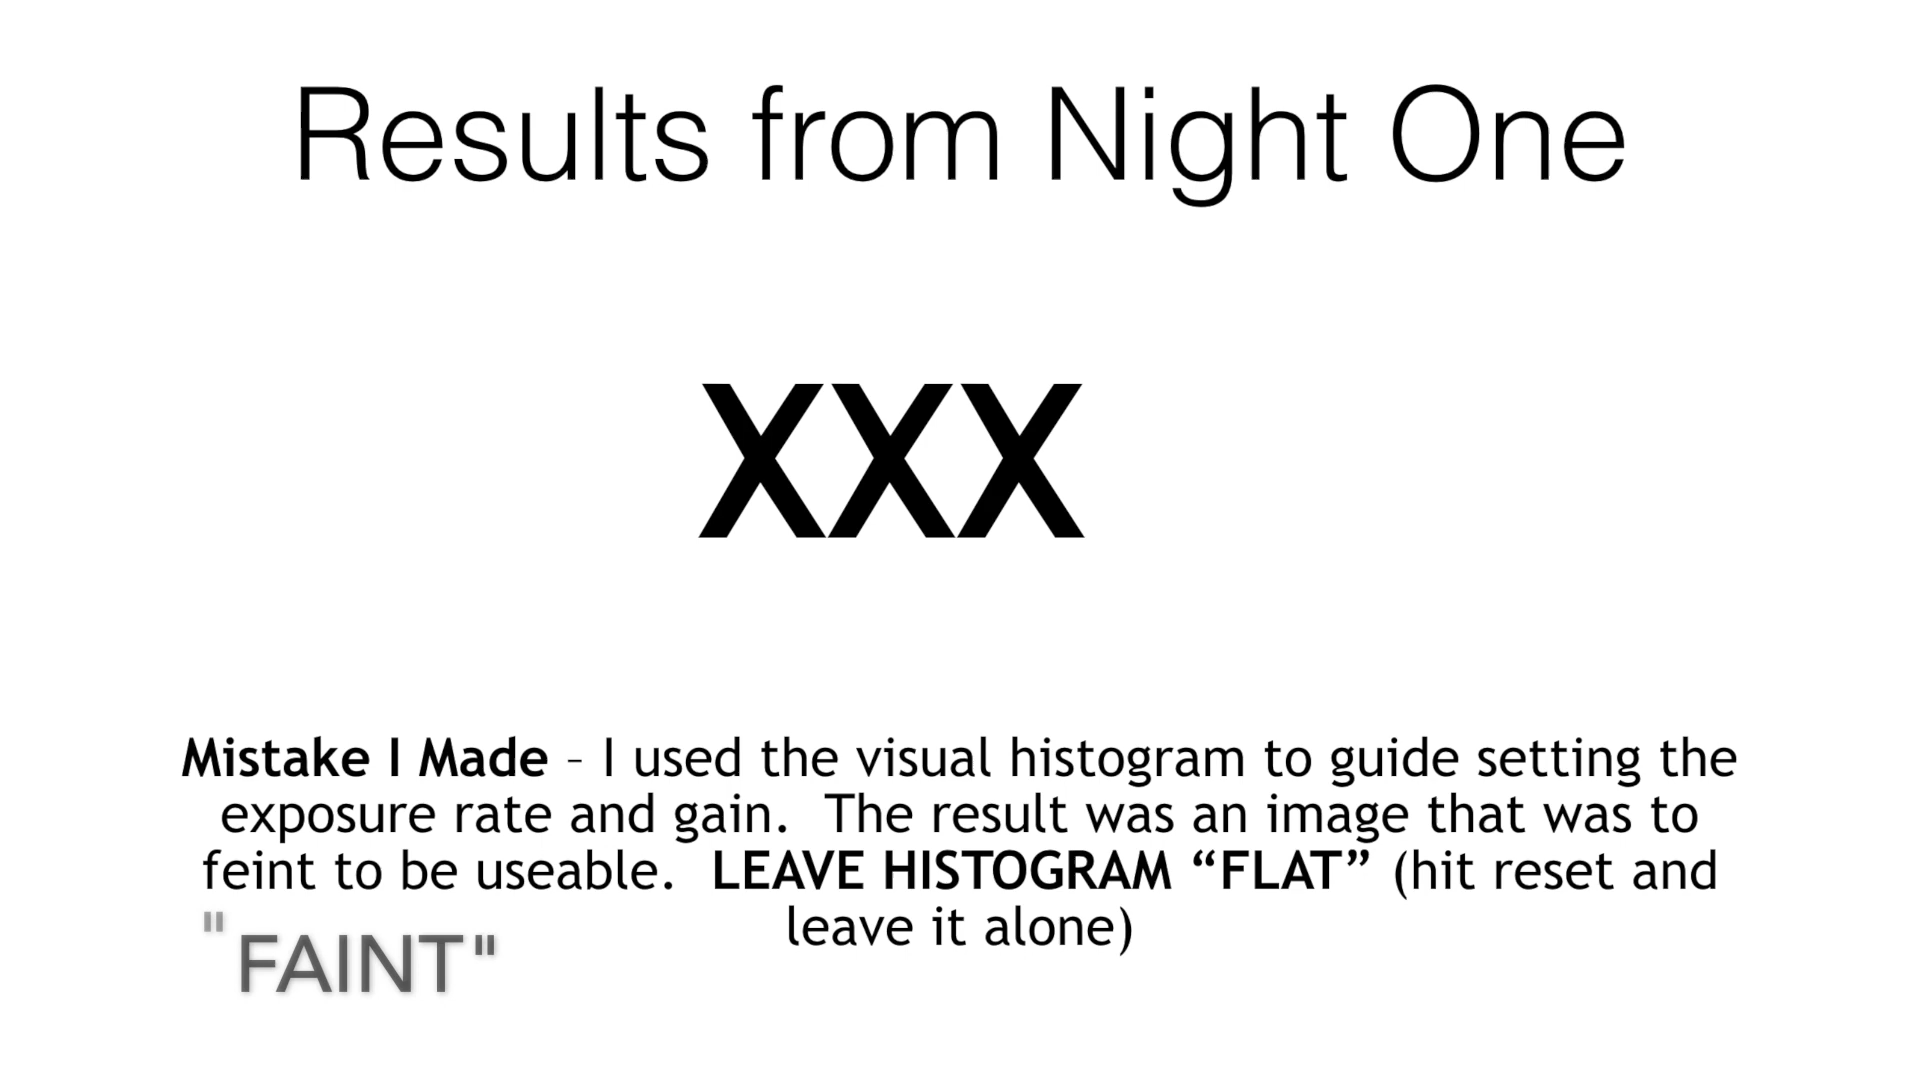 Results from Night One
XXX
Mistake I Made – I used the visual histogram to guide setting the
exposure rate and gain.  The result was an image that was to
feint to be useable.  LEAVE HISTOGRAM “FLAT” (hit reset and
leave it alone)
"FAINT"